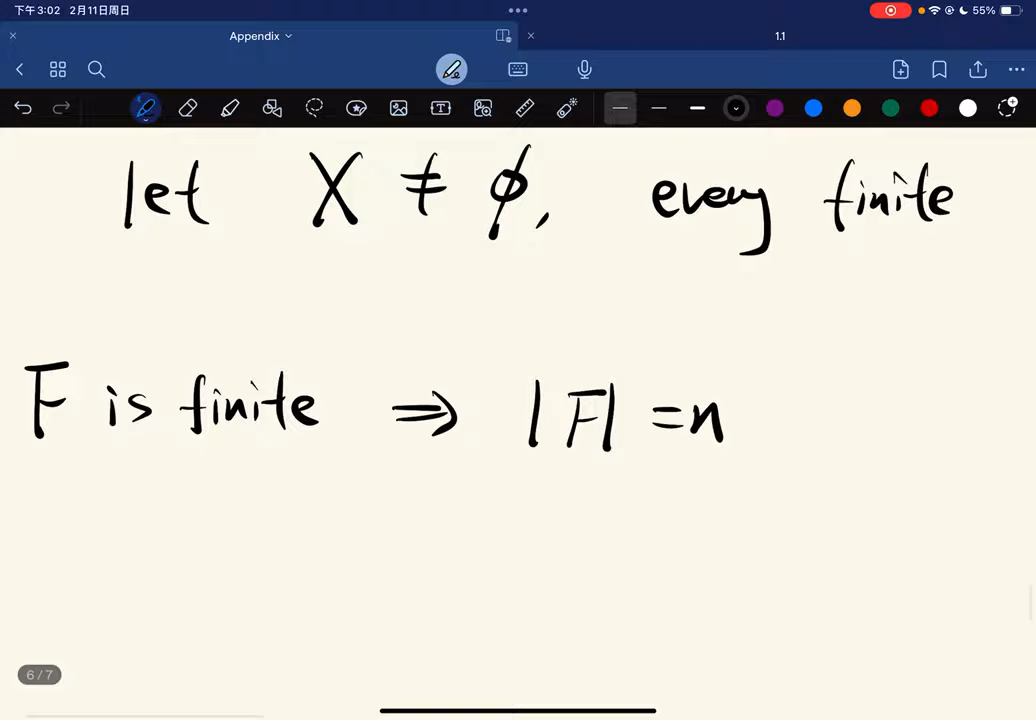 下午3:02 2月11日周日
55%
Appendix
1.1
let X ≠ ϕ, every finite
F is finite ⇒ |F| = n
6 / 7